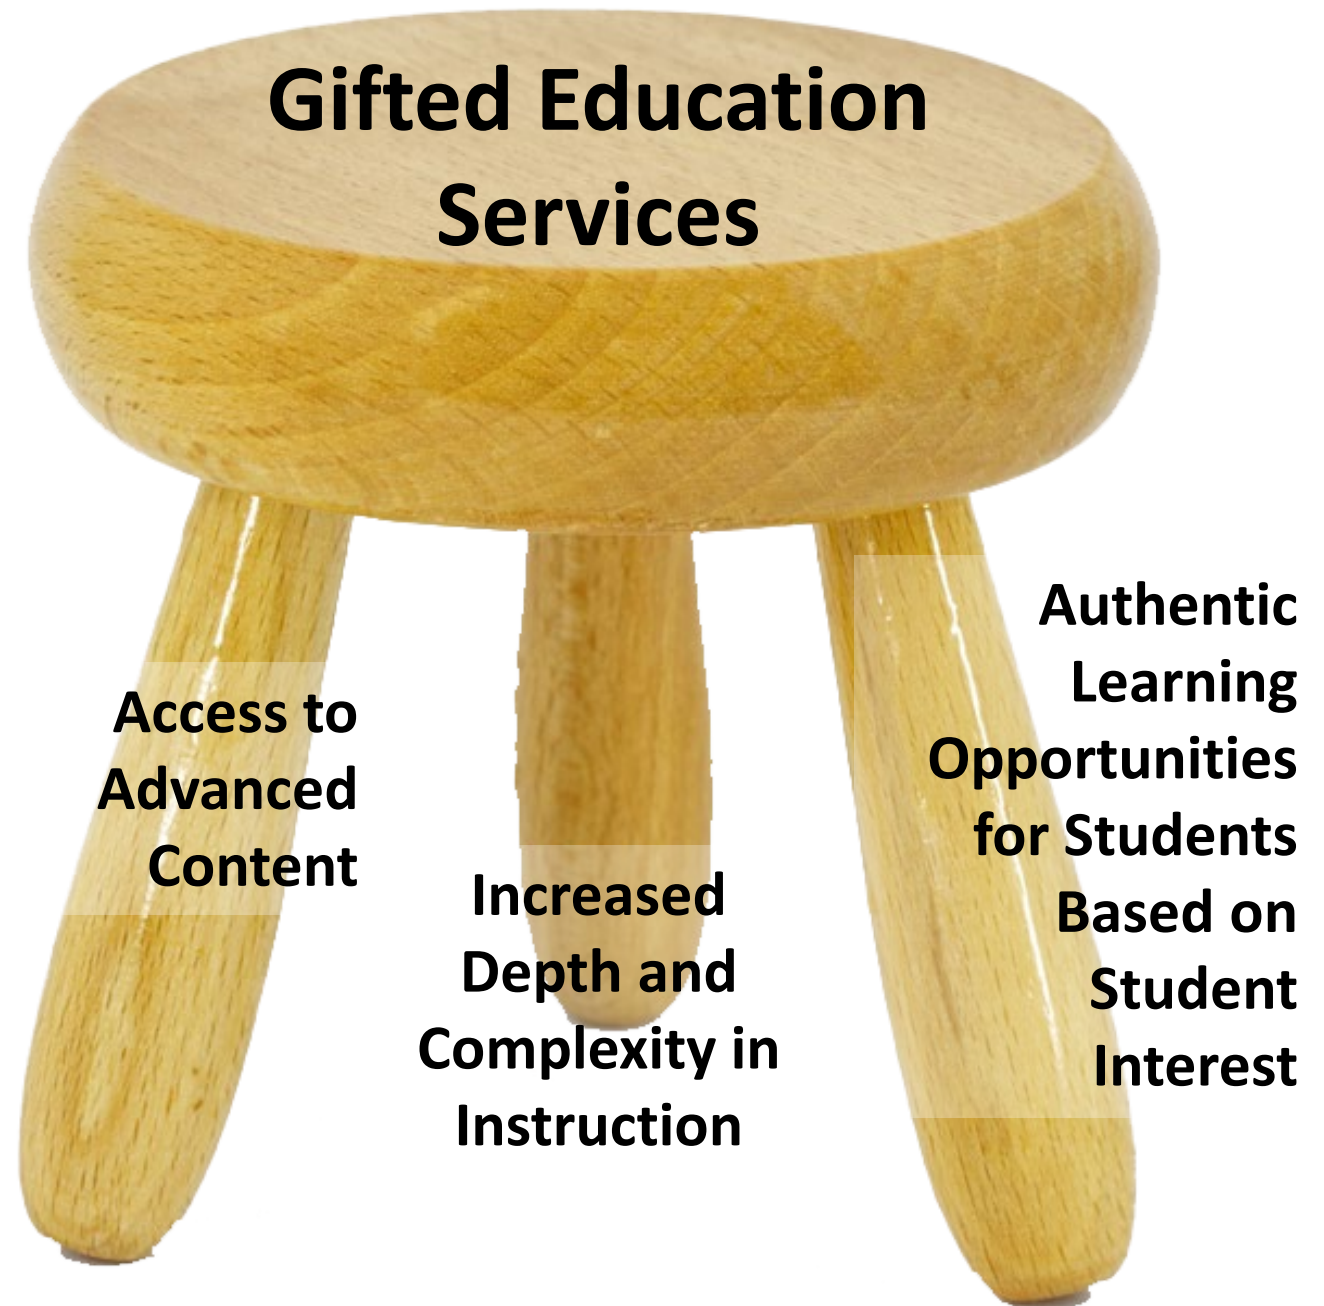 Gifted Education
Services
Access to
Advanced
Content
Increased
Depth and
Complexity in
Instruction
Authentic
Learning
Opportunities
for Students
Based on
Student
Interest